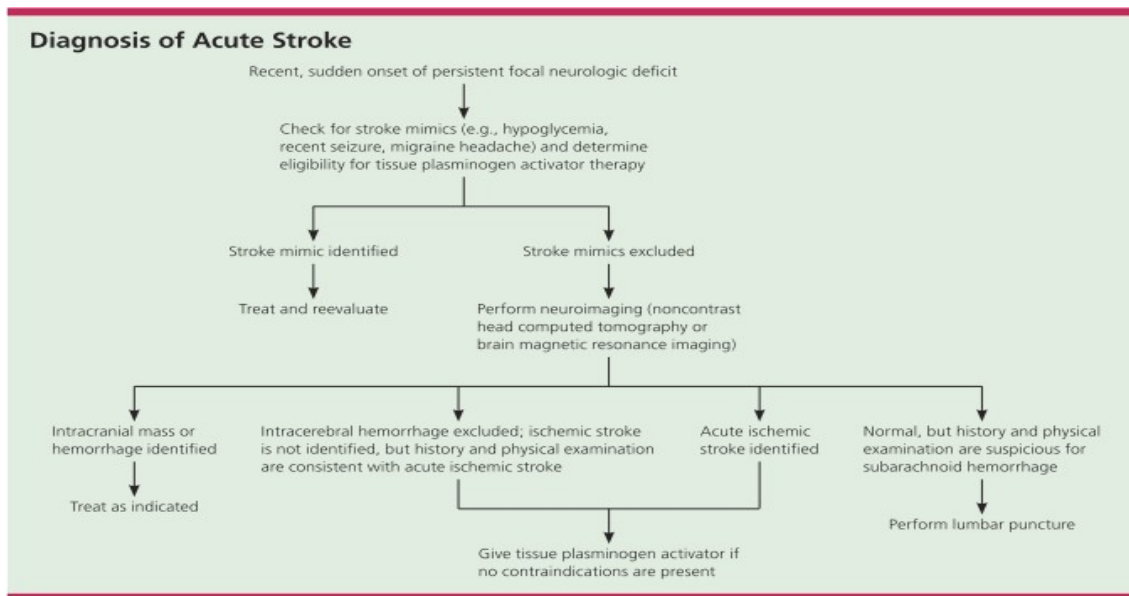 Diagnosis of Acute Stroke
Recent, sudden onset of persistent focal neurologic deficit
Check for stroke mimics (e.g., hypoglycemia,
recent seizure, migraine headache) and determine
eligibility for tissue plasminogen activator therapy
Stroke mimic identified
Stroke mimics excluded
Treat and reevaluate
Perform neuroimaging (noncontrast
head computed tomography or
brain magnetic resonance imaging)
Intracranial mass or
hemorrhage identified
Intracerebral hemorrhage excluded; ischemic stroke
is not identified, but history and physical examination
are consistent with acute ischemic stroke
Acute ischemic
stroke identified
Normal, but history and physical
examination are suspicious for
subarachnoid hemorrhage
Treat as indicated
Perform lumbar puncture
Give tissue plasminogen activator if
no contraindications are present